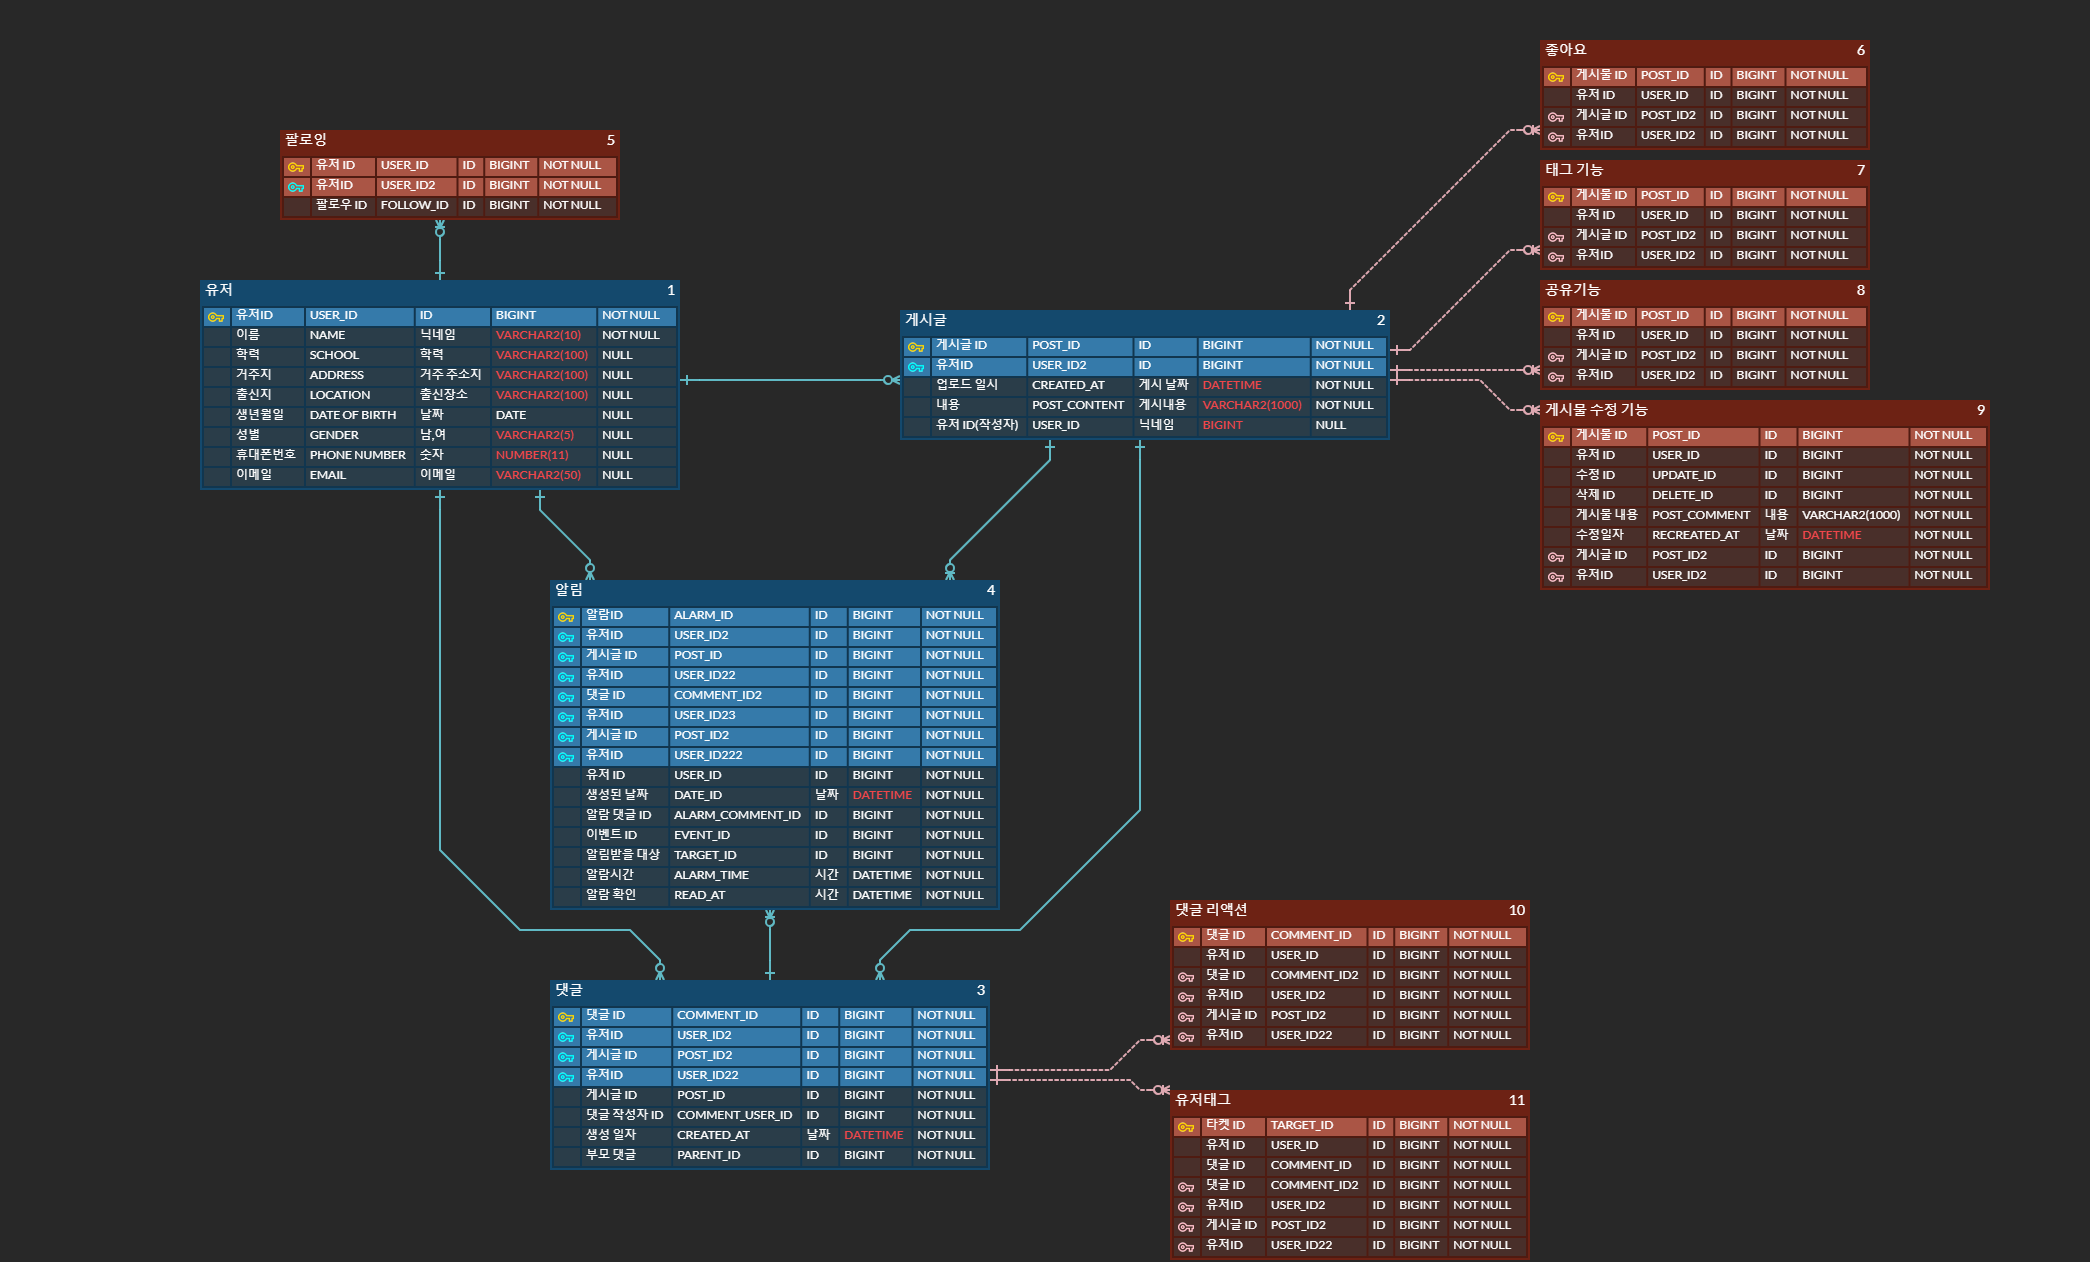 팔로잉 5
유저 ID USER_ID ID BIGINT NOT NULL
유저ID USER_ID2 ID BIGINT NOT NULL
팔로우 ID FOLLOW_ID ID BIGINT NOT NULL
유저 1
유저ID USER_ID ID BIGINT NOT NULL
이름 NAME 닉네임 VARCHAR2(10) NOT NULL
학력 SCHOOL 학력 VARCHAR2(100) NULL
거주지 ADDRESS 거주 주소지 VARCHAR2(100) NULL
출신지 LOCATION 출신장소 VARCHAR2(100) NULL
생년월일 DATE OF BIRTH 날짜 DATE NULL
성별 GENDER 남,여 VARCHAR2(5) NULL
휴대폰번호 PHONE NUMBER 숫자 NUMBER(11) NULL
이메일 EMAIL 이메일 VARCHAR2(50) NULL
게시글 2
게시글 ID POST_ID ID BIGINT NOT NULL
유저ID USER_ID2 ID BIGINT NOT NULL
업로드 일시 CREATED_AT 게시 날짜 DATETIME NOT NULL
내용 POST_CONTENT 게시내용 VARCHAR2(1000) NOT NULL
유저 ID(작성자) USER_ID 닉네임 BIGINT NULL
좋아요 6
게시물 ID POST_ID ID BIGINT NOT NULL
유저 ID USER_ID ID BIGINT NOT NULL
게시글 ID POST_ID2 ID BIGINT NOT NULL
유저ID USER_ID2 ID BIGINT NOT NULL
태그 기능 7
게시물 ID POST_ID ID BIGINT NOT NULL
유저 ID USER_ID ID BIGINT NOT NULL
게시글 ID POST_ID2 ID BIGINT NOT NULL
유저ID USER_ID2 ID BIGINT NOT NULL
공유기능 8
게시물 ID POST_ID ID BIGINT NOT NULL
유저 ID USER_ID ID BIGINT NOT NULL
게시글 ID POST_ID2 ID BIGINT NOT NULL
유저ID USER_ID2 ID BIGINT NOT NULL
게시물 수정 기능 9
게시물 ID POST_ID ID BIGINT NOT NULL
유저 ID USER_ID ID BIGINT NOT NULL
수정 ID UPDATE_ID ID BIGINT NOT NULL
삭제 ID DELETE_ID ID BIGINT NOT NULL
게시물 내용 POST_COMMENT 내용 VARCHAR2(1000) NOT NULL
수정일자 RECREATED_AT 날짜 DATETIME NOT NULL
게시글 ID POST_ID2 ID BIGINT NOT NULL
유저ID USER_ID2 ID BIGINT NOT NULL
알림 4
알람ID ALARM_ID ID BIGINT NOT NULL
유저ID USER_ID2 ID BIGINT NOT NULL
게시글 ID POST_ID ID BIGINT NOT NULL
유저ID USER_ID22 ID BIGINT NOT NULL
댓글 ID COMMENT_ID2 ID BIGINT NOT NULL
유저ID USER_ID23 ID BIGINT NOT NULL
게시글 ID POST_ID2 ID BIGINT NOT NULL
유저ID USER_ID222 ID BIGINT NOT NULL
유저 ID USER_ID ID BIGINT NOT NULL
생성된 날짜 DATE_ID 날짜 DATETIME NOT NULL
알람 댓글 ID ALARM_COMMENT_ID ID BIGINT NOT NULL
이벤트 ID EVENT_ID ID BIGINT NOT NULL
알림받을 대상 TARGET_ID ID BIGINT NOT NULL
알람시간 ALARM_TIME 시간 DATETIME NOT NULL
알람 확인 READ_AT 시간 DATETIME NOT NULL
댓글 3
댓글 ID COMMENT_ID ID BIGINT NOT NULL
유저ID USER_ID2 ID BIGINT NOT NULL
게시글 ID POST_ID2 ID BIGINT NOT NULL
유저ID USER_ID22 ID BIGINT NOT NULL
게시글 ID POST_ID ID BIGINT NOT NULL
댓글 작성자 ID COMMENT_USER_ID ID BIGINT NOT NULL
생성 일자 CREATED_AT 날짜 DATETIME NOT NULL
부모 댓글 PARENT_ID ID BIGINT NOT NULL
댓글 리액션 10
댓글 ID COMMENT_ID ID BIGINT NOT NULL
유저 ID USER_ID ID BIGINT NOT NULL
댓글 ID COMMENT_ID2 ID BIGINT NOT NULL
유저ID USER_ID2 ID BIGINT NOT NULL
게시글 ID POST_ID2 ID BIGINT NOT NULL
유저ID USER_ID22 ID BIGINT NOT NULL
유저태그 11
타켓 ID TARGET_ID ID BIGINT NOT NULL
유저 ID USER_ID ID BIGINT NOT NULL
댓글 ID COMMENT_ID ID BIGINT NOT NULL
댓글 ID COMMENT_ID2 ID BIGINT NOT NULL
유저ID USER_ID2 ID BIGINT NOT NULL
게시글 ID POST_ID2 ID BIGINT NOT NULL
유저ID USER_ID22 ID BIGINT NOT NULL